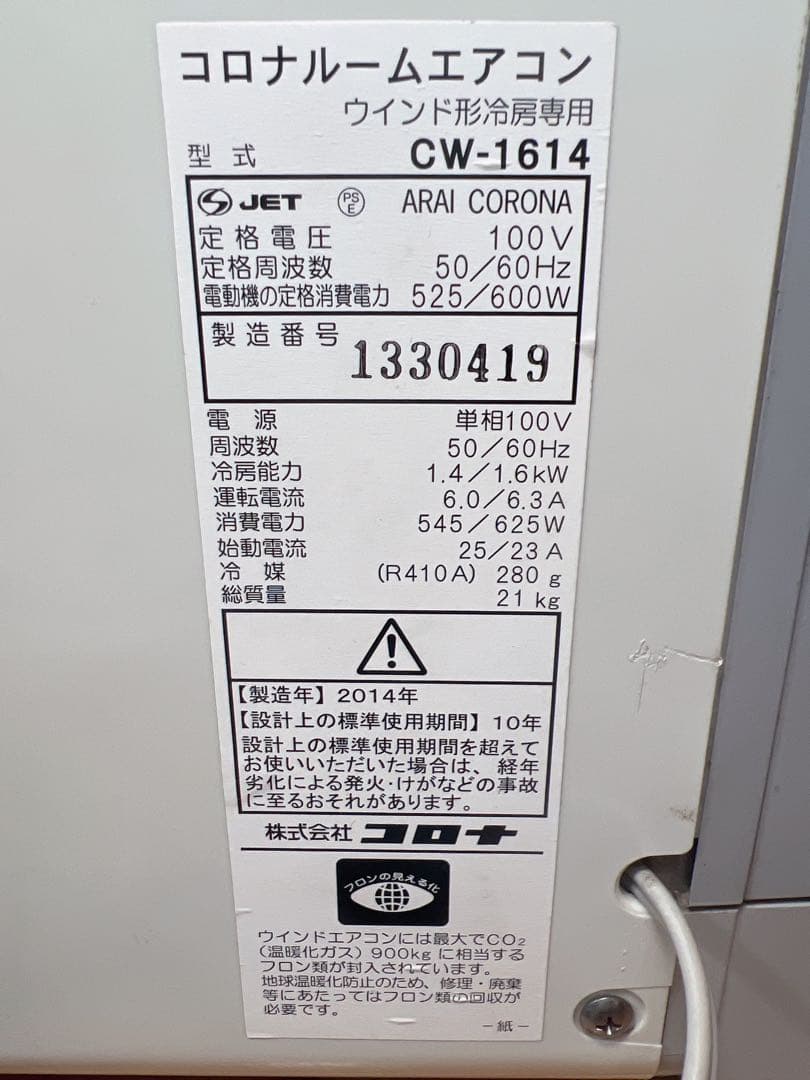 コロナルームエアコン
ウインド形冷房専用
型式 CW-1614
JET PSE ARAI CORONA
定格電圧 100V
定格周波数 50/60Hz
電動機の定格消費電力 525/600W
製造番号 1330419
電源 単相100V
周波数 50/60Hz
冷房能力 1.4/1.6kW
運転電流 6.0/6.3A
消費電力 545/625W
始動電流 25/23A
冷媒 (R410A) 280g
総質量 21kg
【製造年】2014年
【設計上の標準使用期間】10年
設計上の標準使用期間を超えて
お使いいただいた場合は、経年
劣化による発火・けがなどの事故
に至るおそれがあります。
株式会社 コロナ
フロンの見える化
ウインドエアコンには最大でCO₂
(温暖化ガス)900kgに相当する
フロン類が封入されています。
地球温暖化防止のため、修理・廃棄
等にあたってはフロン類の回収が
必要です。
-紙-